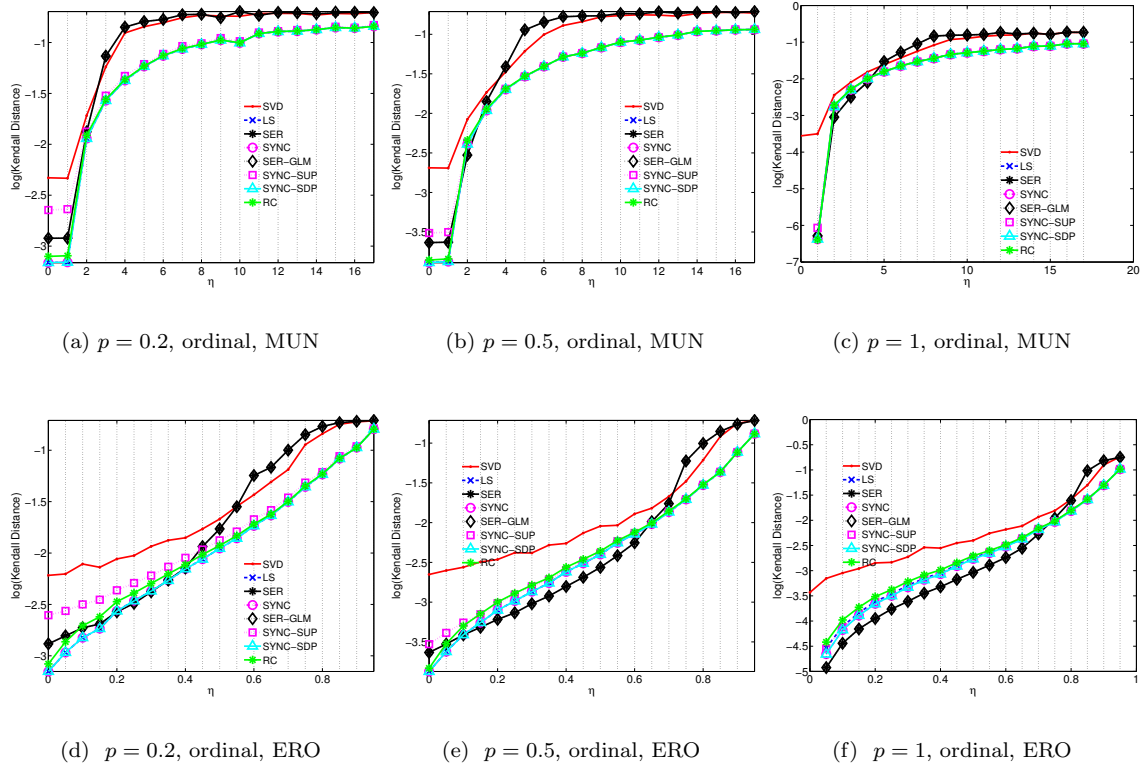 log(Kendall Distance)
−1
−1.5
−2
−2.5
−3
0 2 4 6 8 10 12 14 16
η
SVD
LS
SER
SYNC
SER−GLM
SYNC−SUP
SYNC−SDP
RC
(a) p = 0.2, ordinal, MUN
log(Kendall Distance)
−1
−1.5
−2
−2.5
−3
−3.5
0 2 4 6 8 10 12 14 16
η
SVD
LS
SER
SYNC
SER−GLM
SYNC−SUP
SYNC−SDP
RC
(b) p = 0.5, ordinal, MUN
log(Kendall Distance)
0
−1
−2
−3
−4
−5
−6
−7
0 5 10 15 20
η
SVD
LS
SER
SYNC
SER−GLM
SYNC−SUP
SYNC−SDP
RC
(c) p = 1, ordinal, MUN
log(Kendall Distance)
−1
−1.5
−2
−2.5
−3
0 0.2 0.4 0.6 0.8
η
SVD
LS
SER
SYNC
SER−GLM
SYNC−SUP
SYNC−SDP
RC
(d) p = 0.2, ordinal, ERO
log(Kendall Distance)
−1
−1.5
−2
−2.5
−3
−3.5
0 0.2 0.4 0.6 0.8
η
SVD
LS
SER
SYNC
SER−GLM
SYNC−SUP
SYNC−SDP
RC
(e) p = 0.5, ordinal, ERO
log(Kendall Distance)
0
−0.5
−1
−1.5
−2
−2.5
−3
−3.5
−4
−4.5
−5
0 0.2 0.4 0.6 0.8 1
η
SVD
LS
SER
SYNC
SER−GLM
SYNC−SUP
SYNC−SDP
RC
(f) p = 1, ordinal, ERO